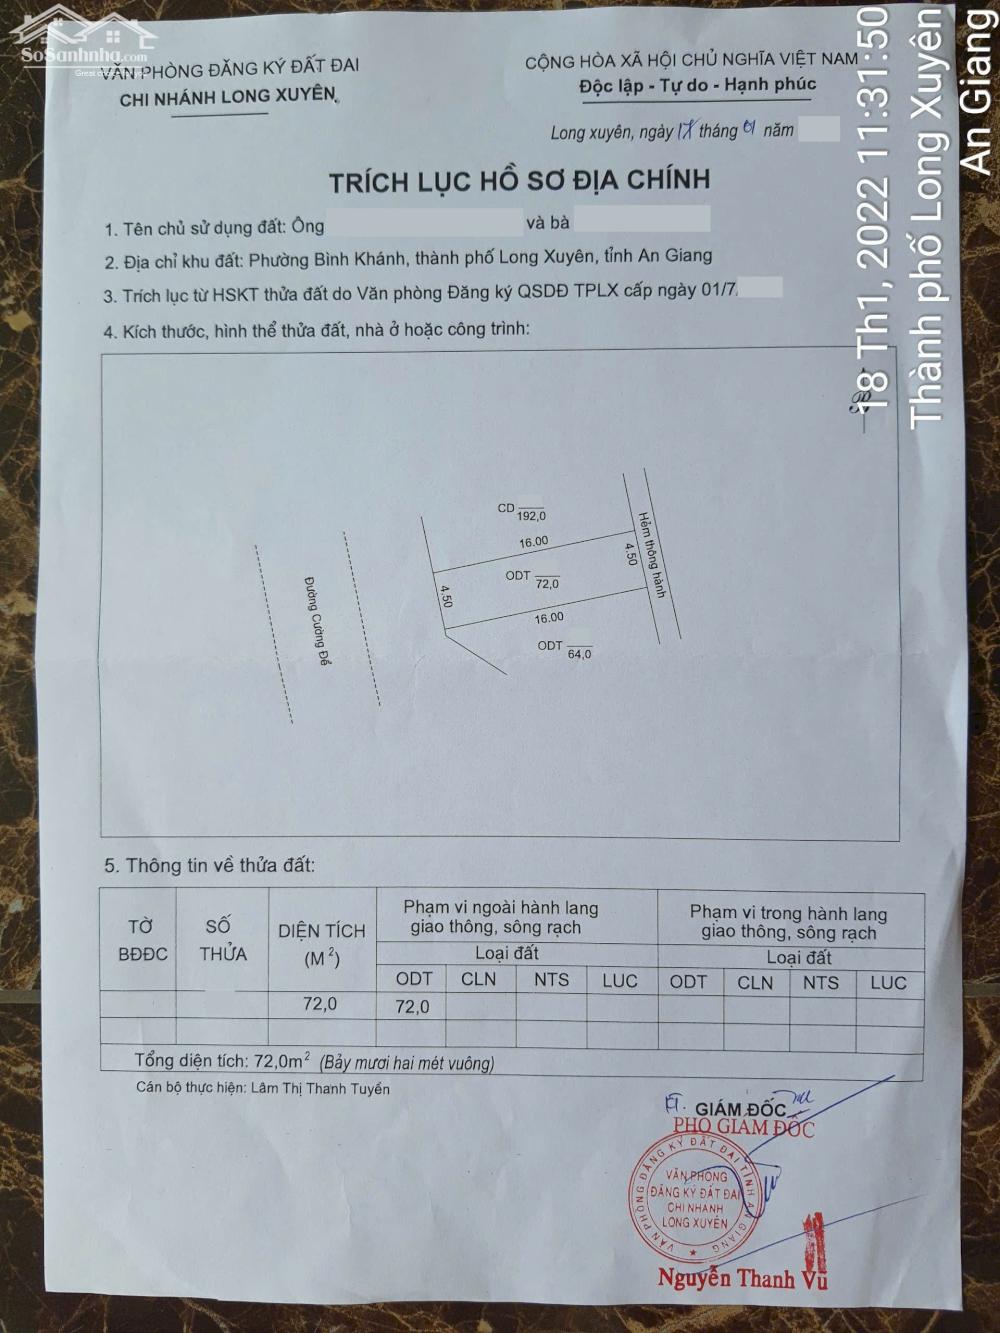 SoSanhnha.com
VĂN PHÒNG ĐĂNG KÝ ĐẤT ĐAI
CHI NHÁNH LONG XUYÊN
CỘNG HÒA XÃ HỘI CHỦ NGHĨA VIỆT NAM
Độc lập - Tự do - Hạnh phúc
Long xuyên, ngày 17 tháng 01 năm
TRÍCH LỤC HỒ SƠ ĐỊA CHÍNH
1. Tên chủ sử dụng đất: Ông và bà
2. Địa chỉ khu đất: Phường Bình Khánh, thành phố Long Xuyên, tỉnh An Giang
3. Trích lục từ HSKT thửa đất do Văn phòng Đăng ký QSDĐ TPLX cấp ngày 01/7
4. Kích thước, hình thể thửa đất, nhà ở hoặc công trình:
18 Th1, 2022 11:31:50
Thành phố Long Xuyên
An Giang
CD 192,0
16.00
4.50
4.50
ODT 72,0
16.00
ODT 64,0
Hẻm thông hành
Đường Cường Để
5. Thông tin về thửa đất:
TỜ BĐĐC
SỐ THỬA
DIỆN TÍCH (M²)
Phạm vi ngoài hành lang giao thông, sông rạch
Phạm vi trong hành lang giao thông, sông rạch
Loại đất
Loại đất
ODT CLN NTS LUC ODT CLN NTS LUC
72,0 72,0
Tổng diện tích: 72,0m² (Bảy mươi hai mét vuông)
Cán bộ thực hiện: Lâm Thị Thanh Tuyển
KT. GIÁM ĐỐC
PHÓ GIÁM ĐỐC
VĂN PHÒNG ĐĂNG KÝ ĐẤT ĐAI TỈNH AN GIANG
VĂN PHÒNG
ĐĂNG KÝ ĐẤT ĐAI
CHI NHÁNH
LONG XUYÊN
Nguyễn Thanh Vũ